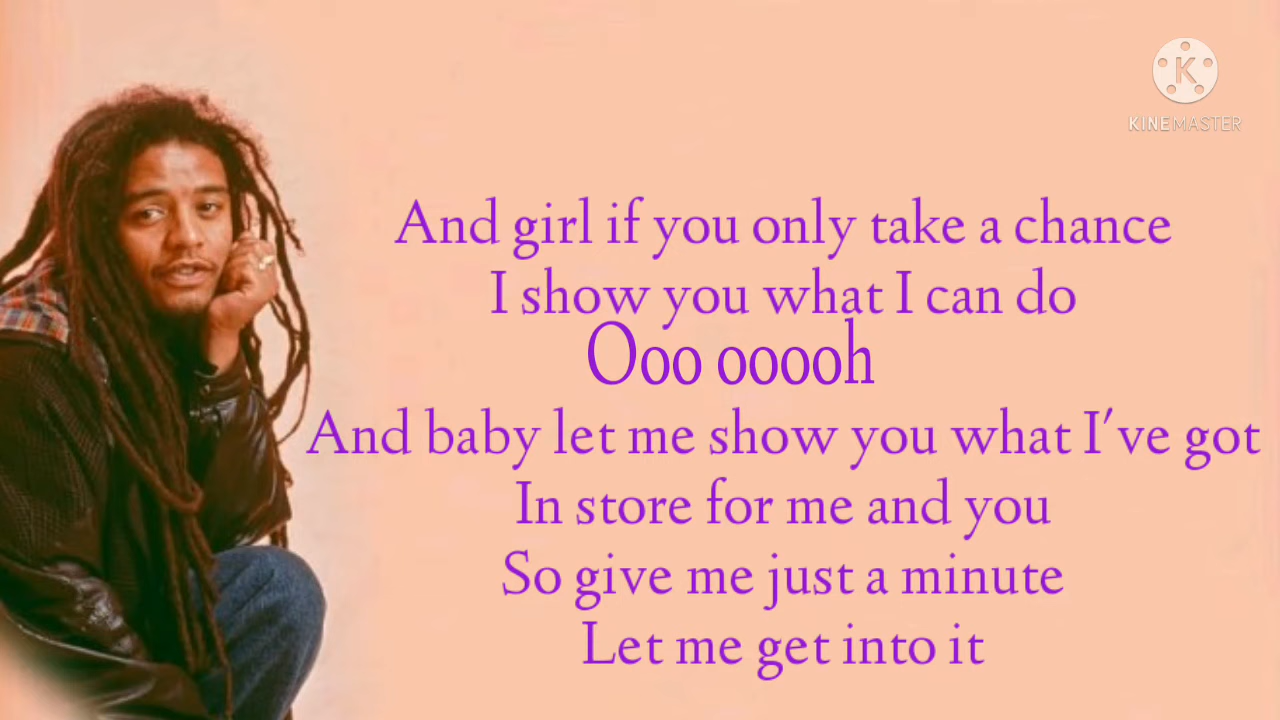 KINEMASTER
And girl if you only take a chance
I show you what I can do
Ooo ooooh
And baby let me show you what I've got
In store for me and you
So give me just a minute
Let me get into it